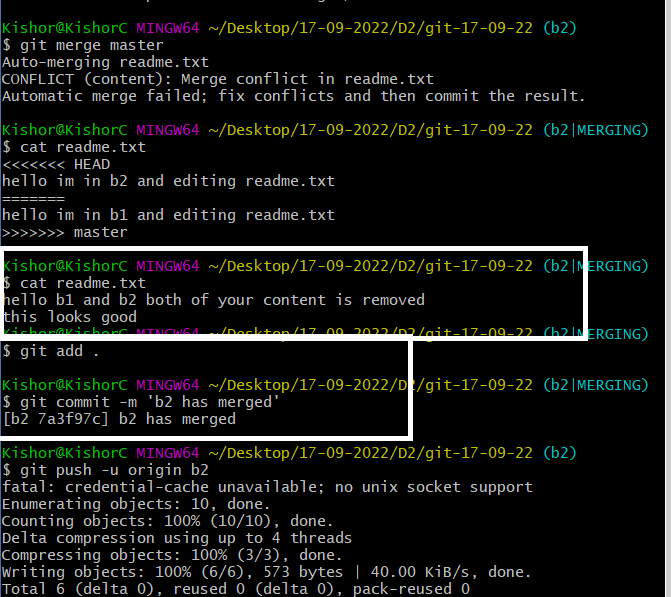 Kishor@KishorC MINGW64 ~/Desktop/17-09-2022/D2/git-17-09-22 (b2)
$ git merge master
Auto-merging readme.txt
CONFLICT (content): Merge conflict in readme.txt
Automatic merge failed; fix conflicts and then commit the result.
Kishor@KishorC MINGW64 ~/Desktop/17-09-2022/D2/git-17-09-22 (b2|MERGING)
$ cat readme.txt
<<<<<<< HEAD
hello im in b2 and editing readme.txt
=======
hello im in b1 and editing readme.txt
>>>>>>> master
Kishor@KishorC MINGW64 ~/Desktop/17-09-2022/D2/git-17-09-22 (b2|MERGING)
$ cat readme.txt
hello b1 and b2 both of your content is removed
this looks good
Kishor@KishorC MINGW64 ~/Desktop/17-09-2022/D2/git-17-09-22 (b2|MERGING)
$ git add .
Kishor@KishorC MINGW64 ~/Desktop/17-09-2022/D2/git-17-09-22 (b2|MERGING)
$ git commit -m 'b2 has merged'
[b2 7a3f97c] b2 has merged
Kishor@KishorC MINGW64 ~/Desktop/17-09-2022/D2/git-17-09-22 (b2)
$ git push -u origin b2
fatal: credential-cache unavailable; no unix socket support
Enumerating objects: 10, done.
Counting objects: 100% (10/10), done.
Delta compression using up to 4 threads
Compressing objects: 100% (3/3), done.
Writing objects: 100% (6/6), 573 bytes | 40.00 KiB/s, done.
Total 6 (delta 0), reused 0 (delta 0), pack-reused 0